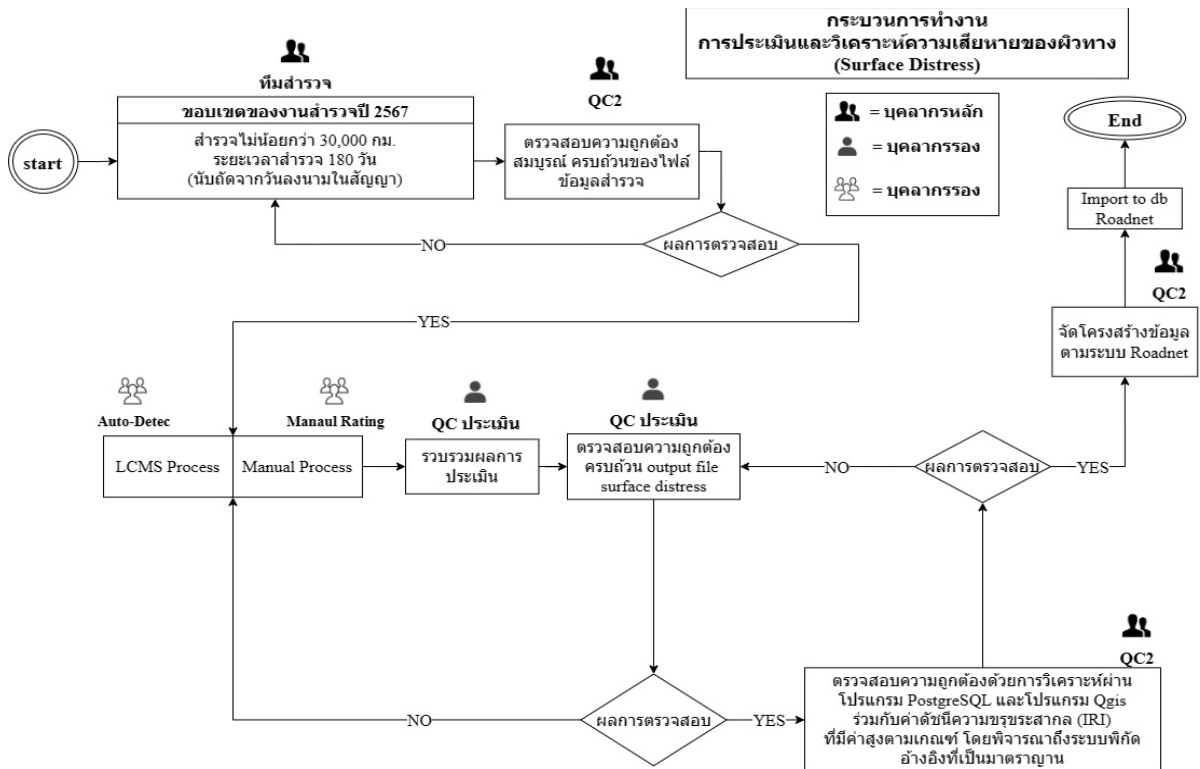 กระบวนการทำงาน
การประเมินและวิเคราะห์ความเสียหายของผิวทาง
(Surface Distress)
ทีมสำรวจ
QC2
= บุคลากรหลัก
= บุคลากรรอง
= บุคลากรรอง
start
ขอบเขตของงานสำรวจปี 2567
สำรวจไม่น้อยกว่า 30,000 กม.
ระยะเวลาสำรวจ 180 วัน
(นับถัดจากวันลงนามในสัญญา)
ตรวจสอบความถูกต้อง
สมบูรณ์ ครบถ้วนของไฟล์
ข้อมูลสำรวจ
End
Import to db
Roadnet
NO
ผลการตรวจสอบ
QC2
YES
จัดโครงสร้างข้อมูล
ตามระบบ Roadnet
Auto-Detec
Manaul Rating
QC ประเมิน
QC ประเมิน
LCMS Process
Manual Process
รวบรวมผลการ
ประเมิน
ตรวจสอบความถูกต้อง
ครบถ้วน output file
surface distress
NO
ผลการตรวจสอบ
YES
QC2
NO
ผลการตรวจสอบ
YES
ตรวจสอบความถูกต้องด้วยการวิเคราะห์ผ่าน
โปรแกรม PostgreSQL และโปรแกรม Qgis
ร่วมกับค่าดัชนีความขรุขระสากล (IRI)
ที่มีค่าสูงตามเกณฑ์ โดยพิจารณาถึงระบบพิกัด
อ้างอิงที่เป็นมาตราญาน